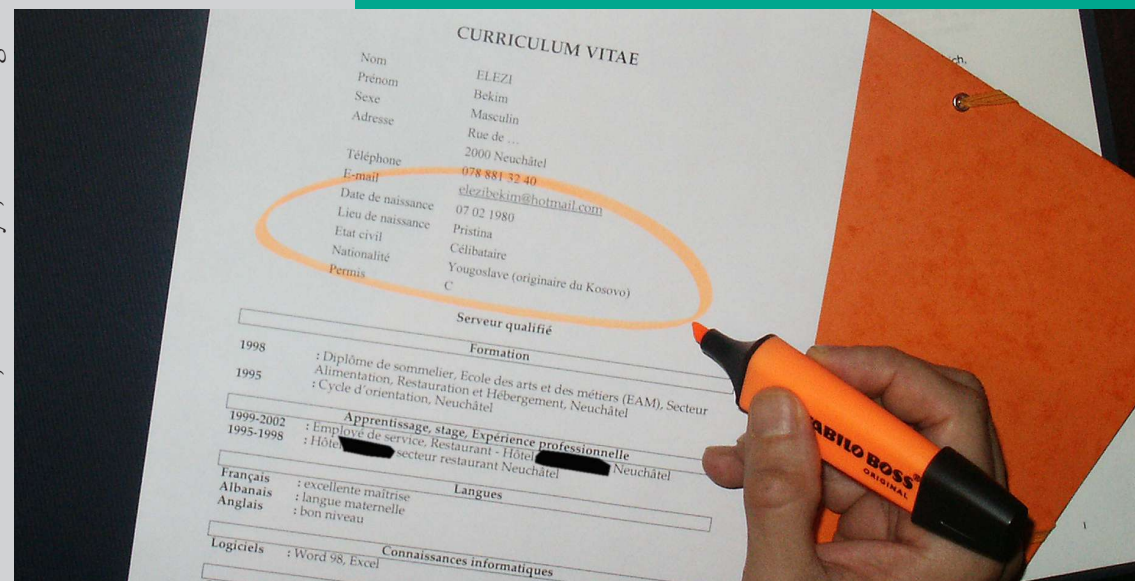 CURRICULUM VITAE
Nom ELEZI
Prénom Bekim
Sexe Masculin
Adresse Rue de ...
2000 Neuchâtel
Téléphone 078 881 32 40
E-mail elezibekim@hotmail.com
Date de naissance 07 02 1980
Lieu de naissance Pristina
Etat civil Célibataire
Nationalité Yougoslave (originaire du Kosovo)
Permis C
Serveur qualifié
Formation
1998 : Diplôme de sommelier, Ecole des arts et des métiers (EAM), Secteur
Alimentation, Restauration et Hébergement, Neuchâtel
1995 : Cycle d'orientation, Neuchâtel
Apprentissage, stage, Expérience professionnelle
1999-2002 : Employé de service, Restaurant - Hôtel Neuchâtel
1995-1998 : Hôtel secteur restaurant Neuchâtel
Langues
Français : excellente maîtrise
Albanais : langue maternelle
Anglais : bon niveau
Connaissances informatiques
Logiciels : Word 98, Excel
ch.
STABILO BOSS
ORIGINAL
1